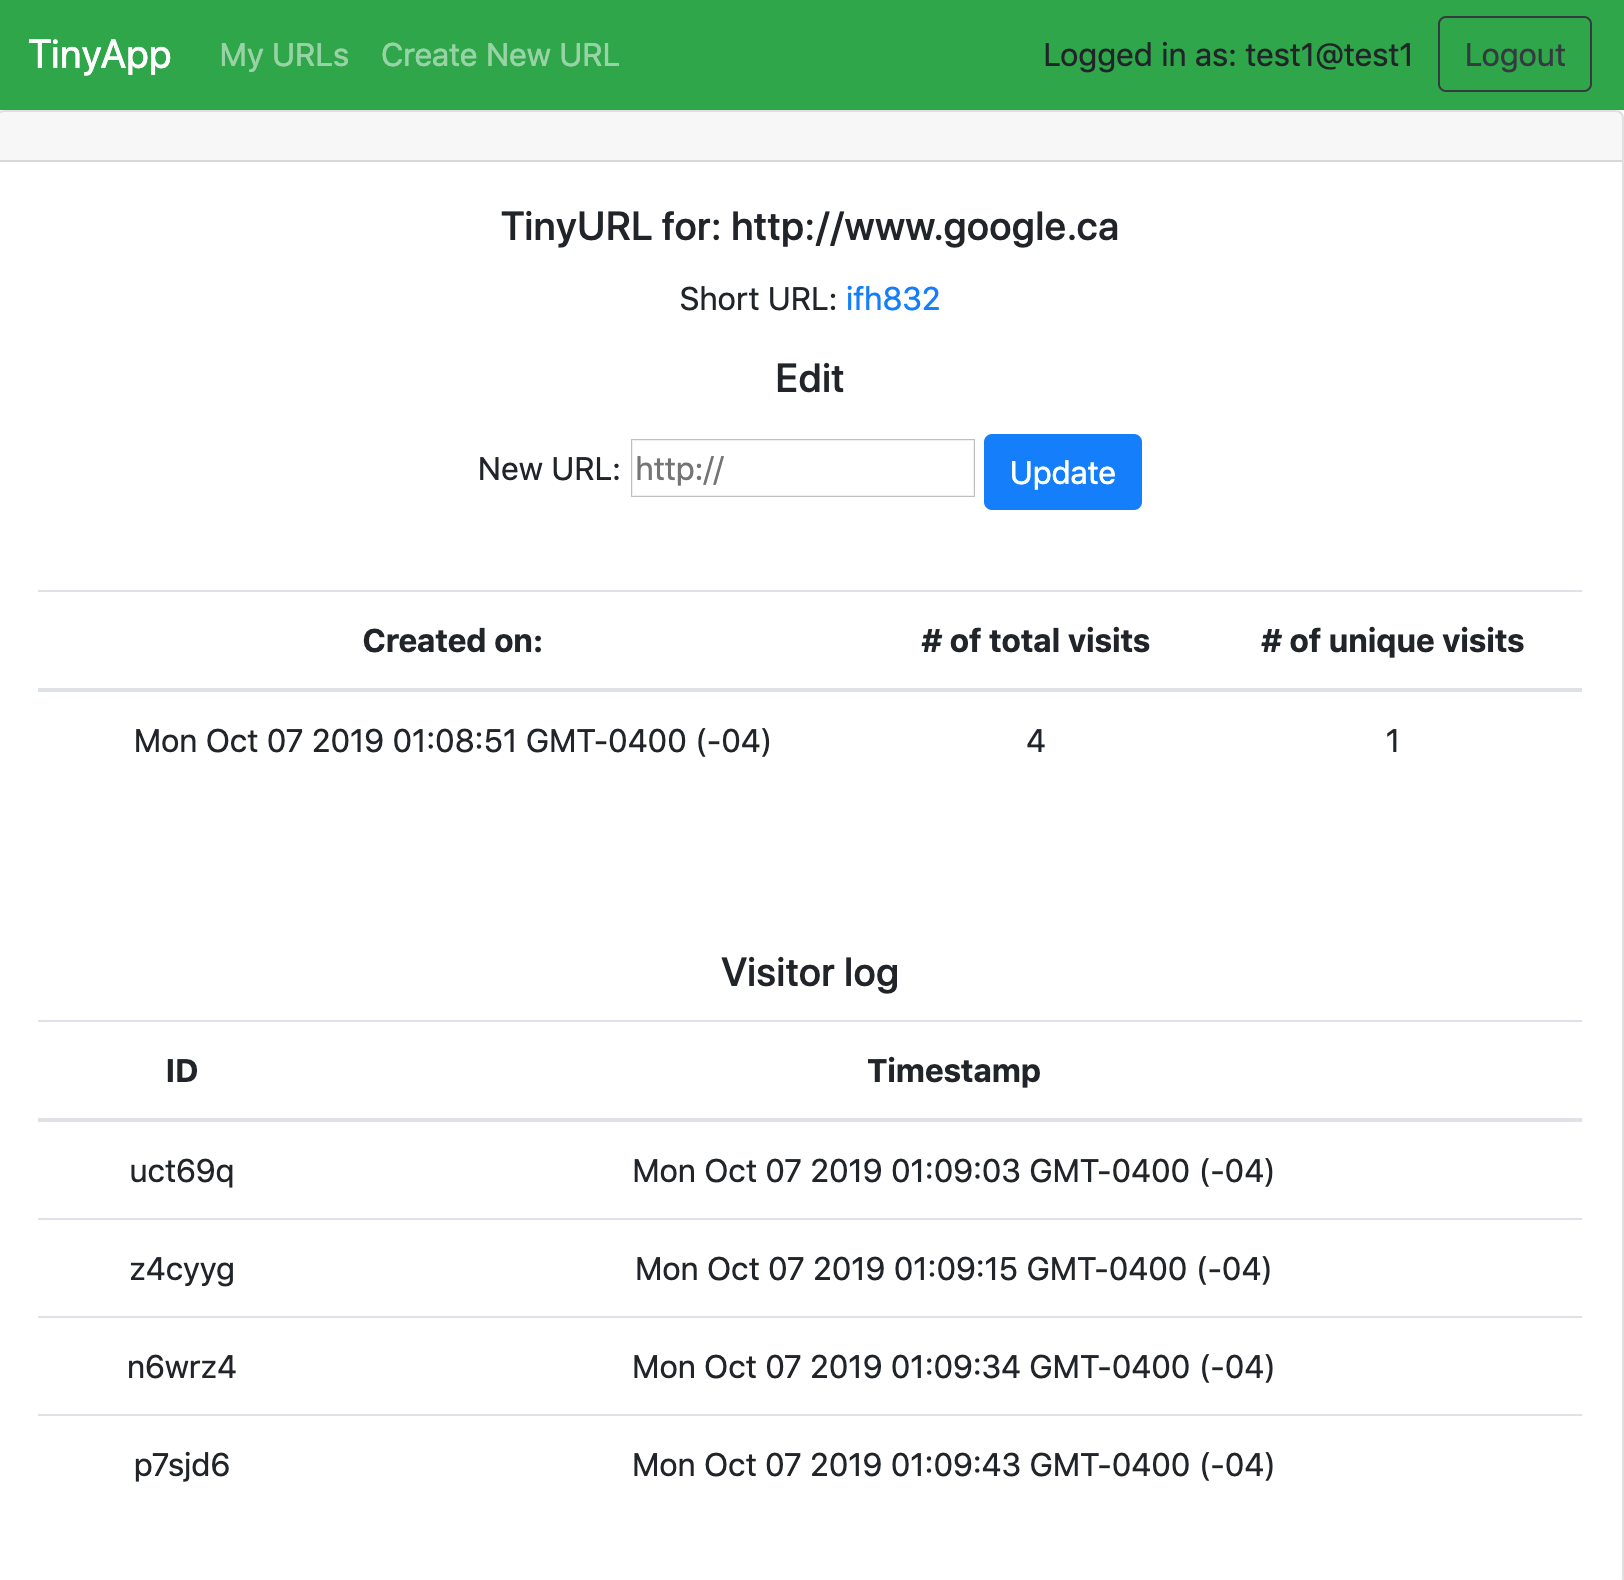 TinyApp My URLs Create New URL Logged in as: test1@test1 Logout
TinyURL for: http://www.google.ca
Short URL: ifh832
Edit
New URL: http:// Update
Created on: # of total visits # of unique visits
Mon Oct 07 2019 01:08:51 GMT-0400 (-04) 4 1
Visitor log
ID Timestamp
uct69q Mon Oct 07 2019 01:09:03 GMT-0400 (-04)
z4cyyg Mon Oct 07 2019 01:09:15 GMT-0400 (-04)
n6wrz4 Mon Oct 07 2019 01:09:34 GMT-0400 (-04)
p7sjd6 Mon Oct 07 2019 01:09:43 GMT-0400 (-04)